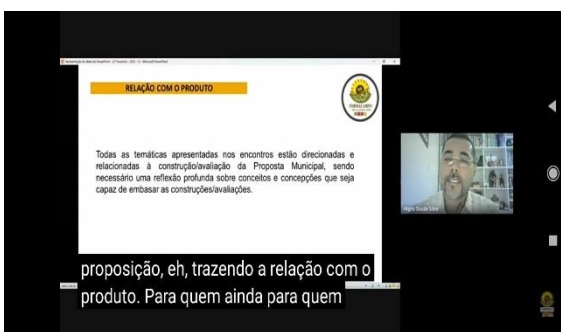 RELAÇÃO COM O PRODUTO
Todas as temáticas apresentadas nos encontros estão direcionadas e
relacionadas à construção/avaliação da Proposta Municipal, sendo
necessário uma reflexão profunda sobre conceitos e concepções que seja
capaz de embasar as construções/avaliações.
proposição, eh, trazendo a relação com o
produto. Para quem ainda para quem